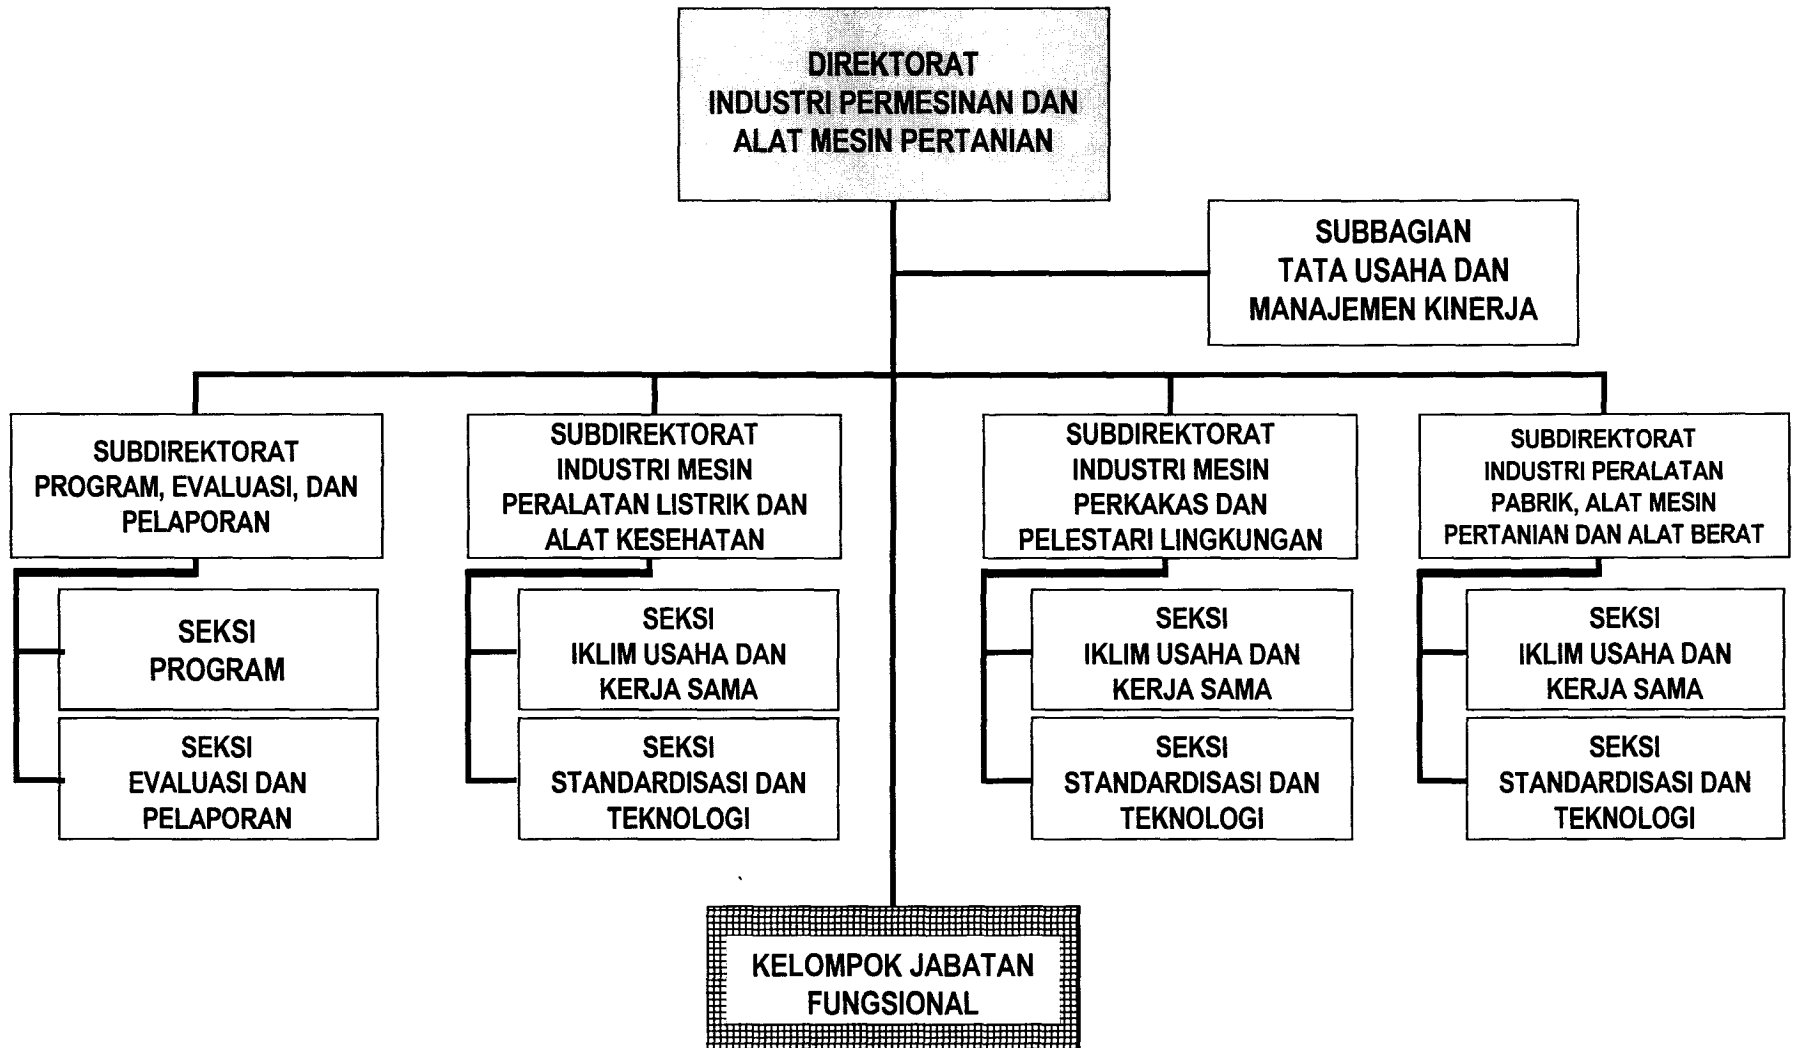 DIREKTORAT
INDUSTRI PERMESINAN DAN
ALAT MESIN PERTANIAN
SUBBAGIAN
TATA USAHA DAN
MANAJEMEN KINERJA
SUBDIREKTORAT
PROGRAM, EVALUASI, DAN
PELAPORAN
SUBDIREKTORAT
INDUSTRI MESIN
PERALATAN LISTRIK DAN
ALAT KESEHATAN
SUBDIREKTORAT
INDUSTRI MESIN
PERKAKAS DAN
PELESTARI LINGKUNGAN
SUBDIREKTORAT
INDUSTRI PERALATAN
PABRIK, ALAT MESIN
PERTANIAN DAN ALAT BERAT
SEKSI
PROGRAM
SEKSI
IKLIM USAHA DAN
KERJA SAMA
SEKSI
IKLIM USAHA DAN
KERJA SAMA
SEKSI
IKLIM USAHA DAN
KERJA SAMA
SEKSI
EVALUASI DAN
PELAPORAN
SEKSI
STANDARDISASI DAN
TEKNOLOGI
SEKSI
STANDARDISASI DAN
TEKNOLOGI
SEKSI
STANDARDISASI DAN
TEKNOLOGI
KELOMPOK JABATAN
FUNGSIONAL